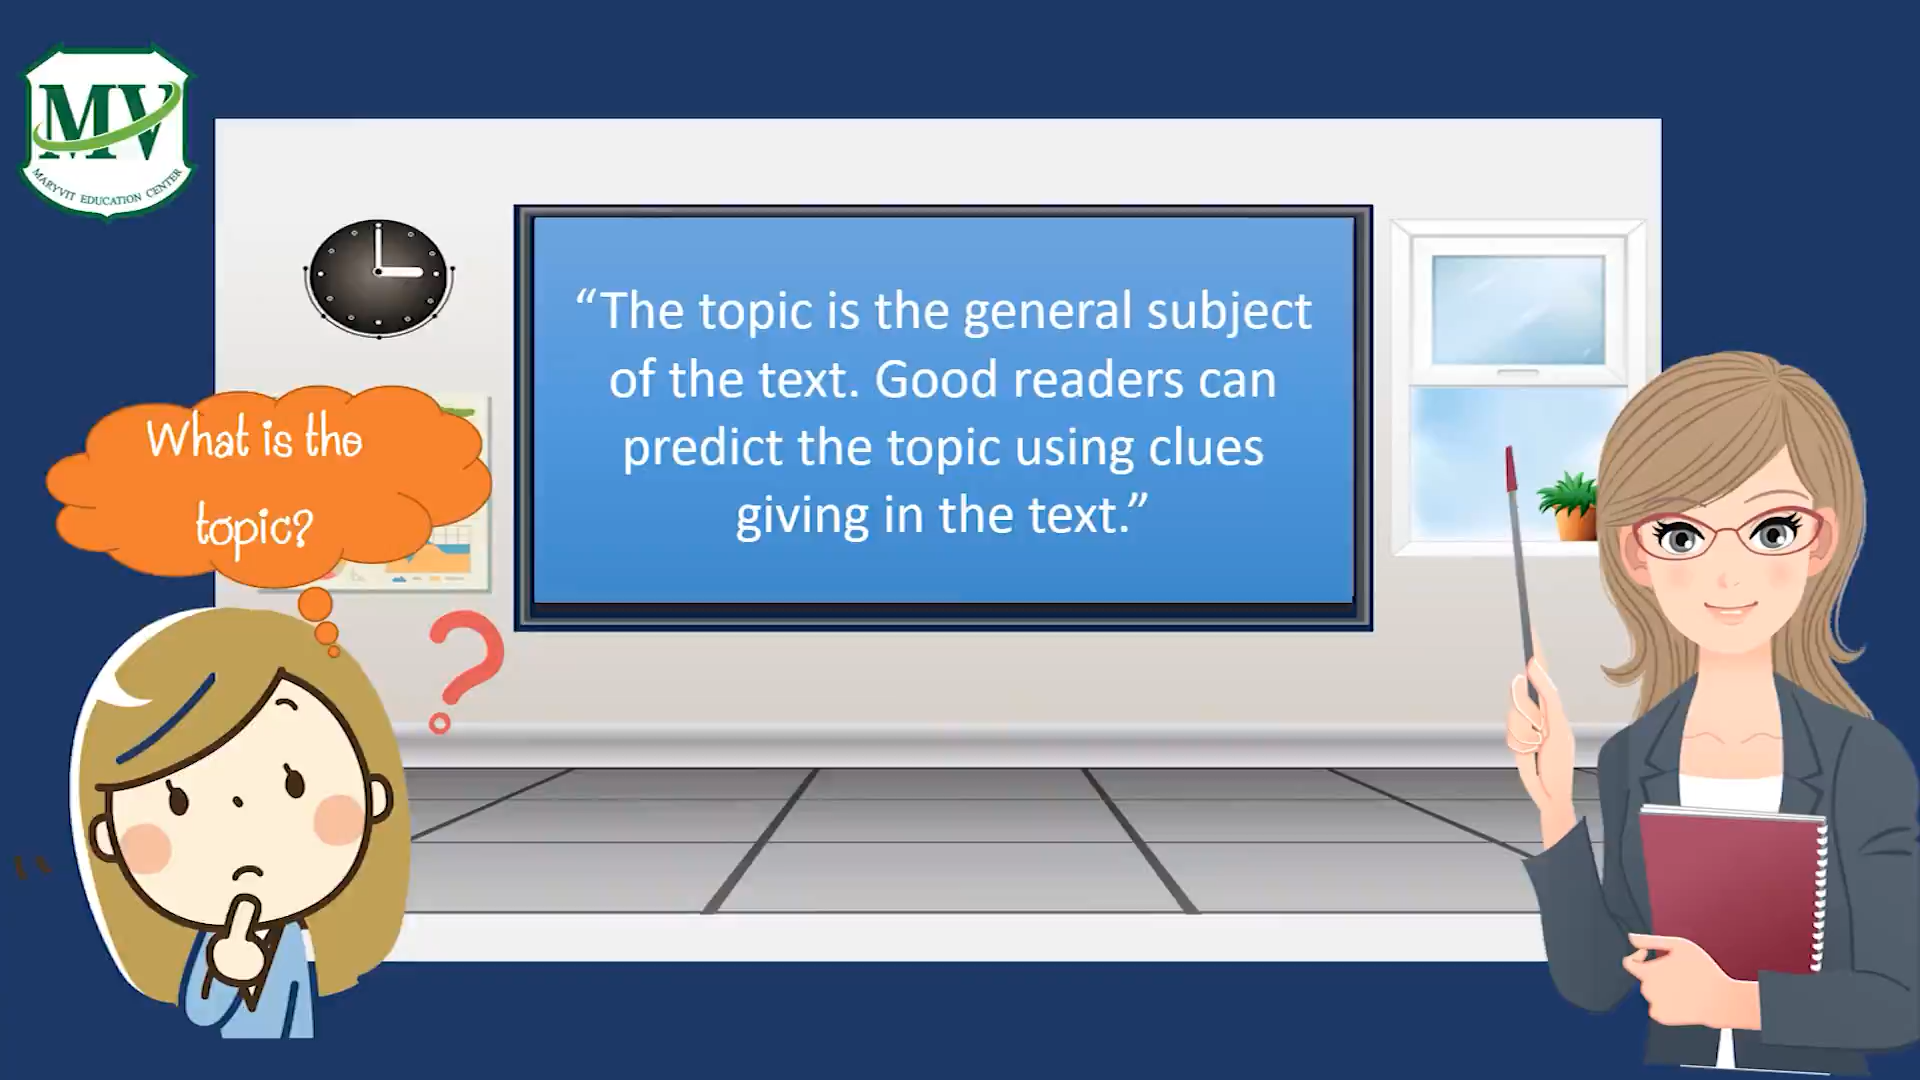 MV
MARYVIT EDUCATION CENTER
“The topic is the general subject
of the text. Good readers can
predict the topic using clues
giving in the text.”
What is the
topic?
?